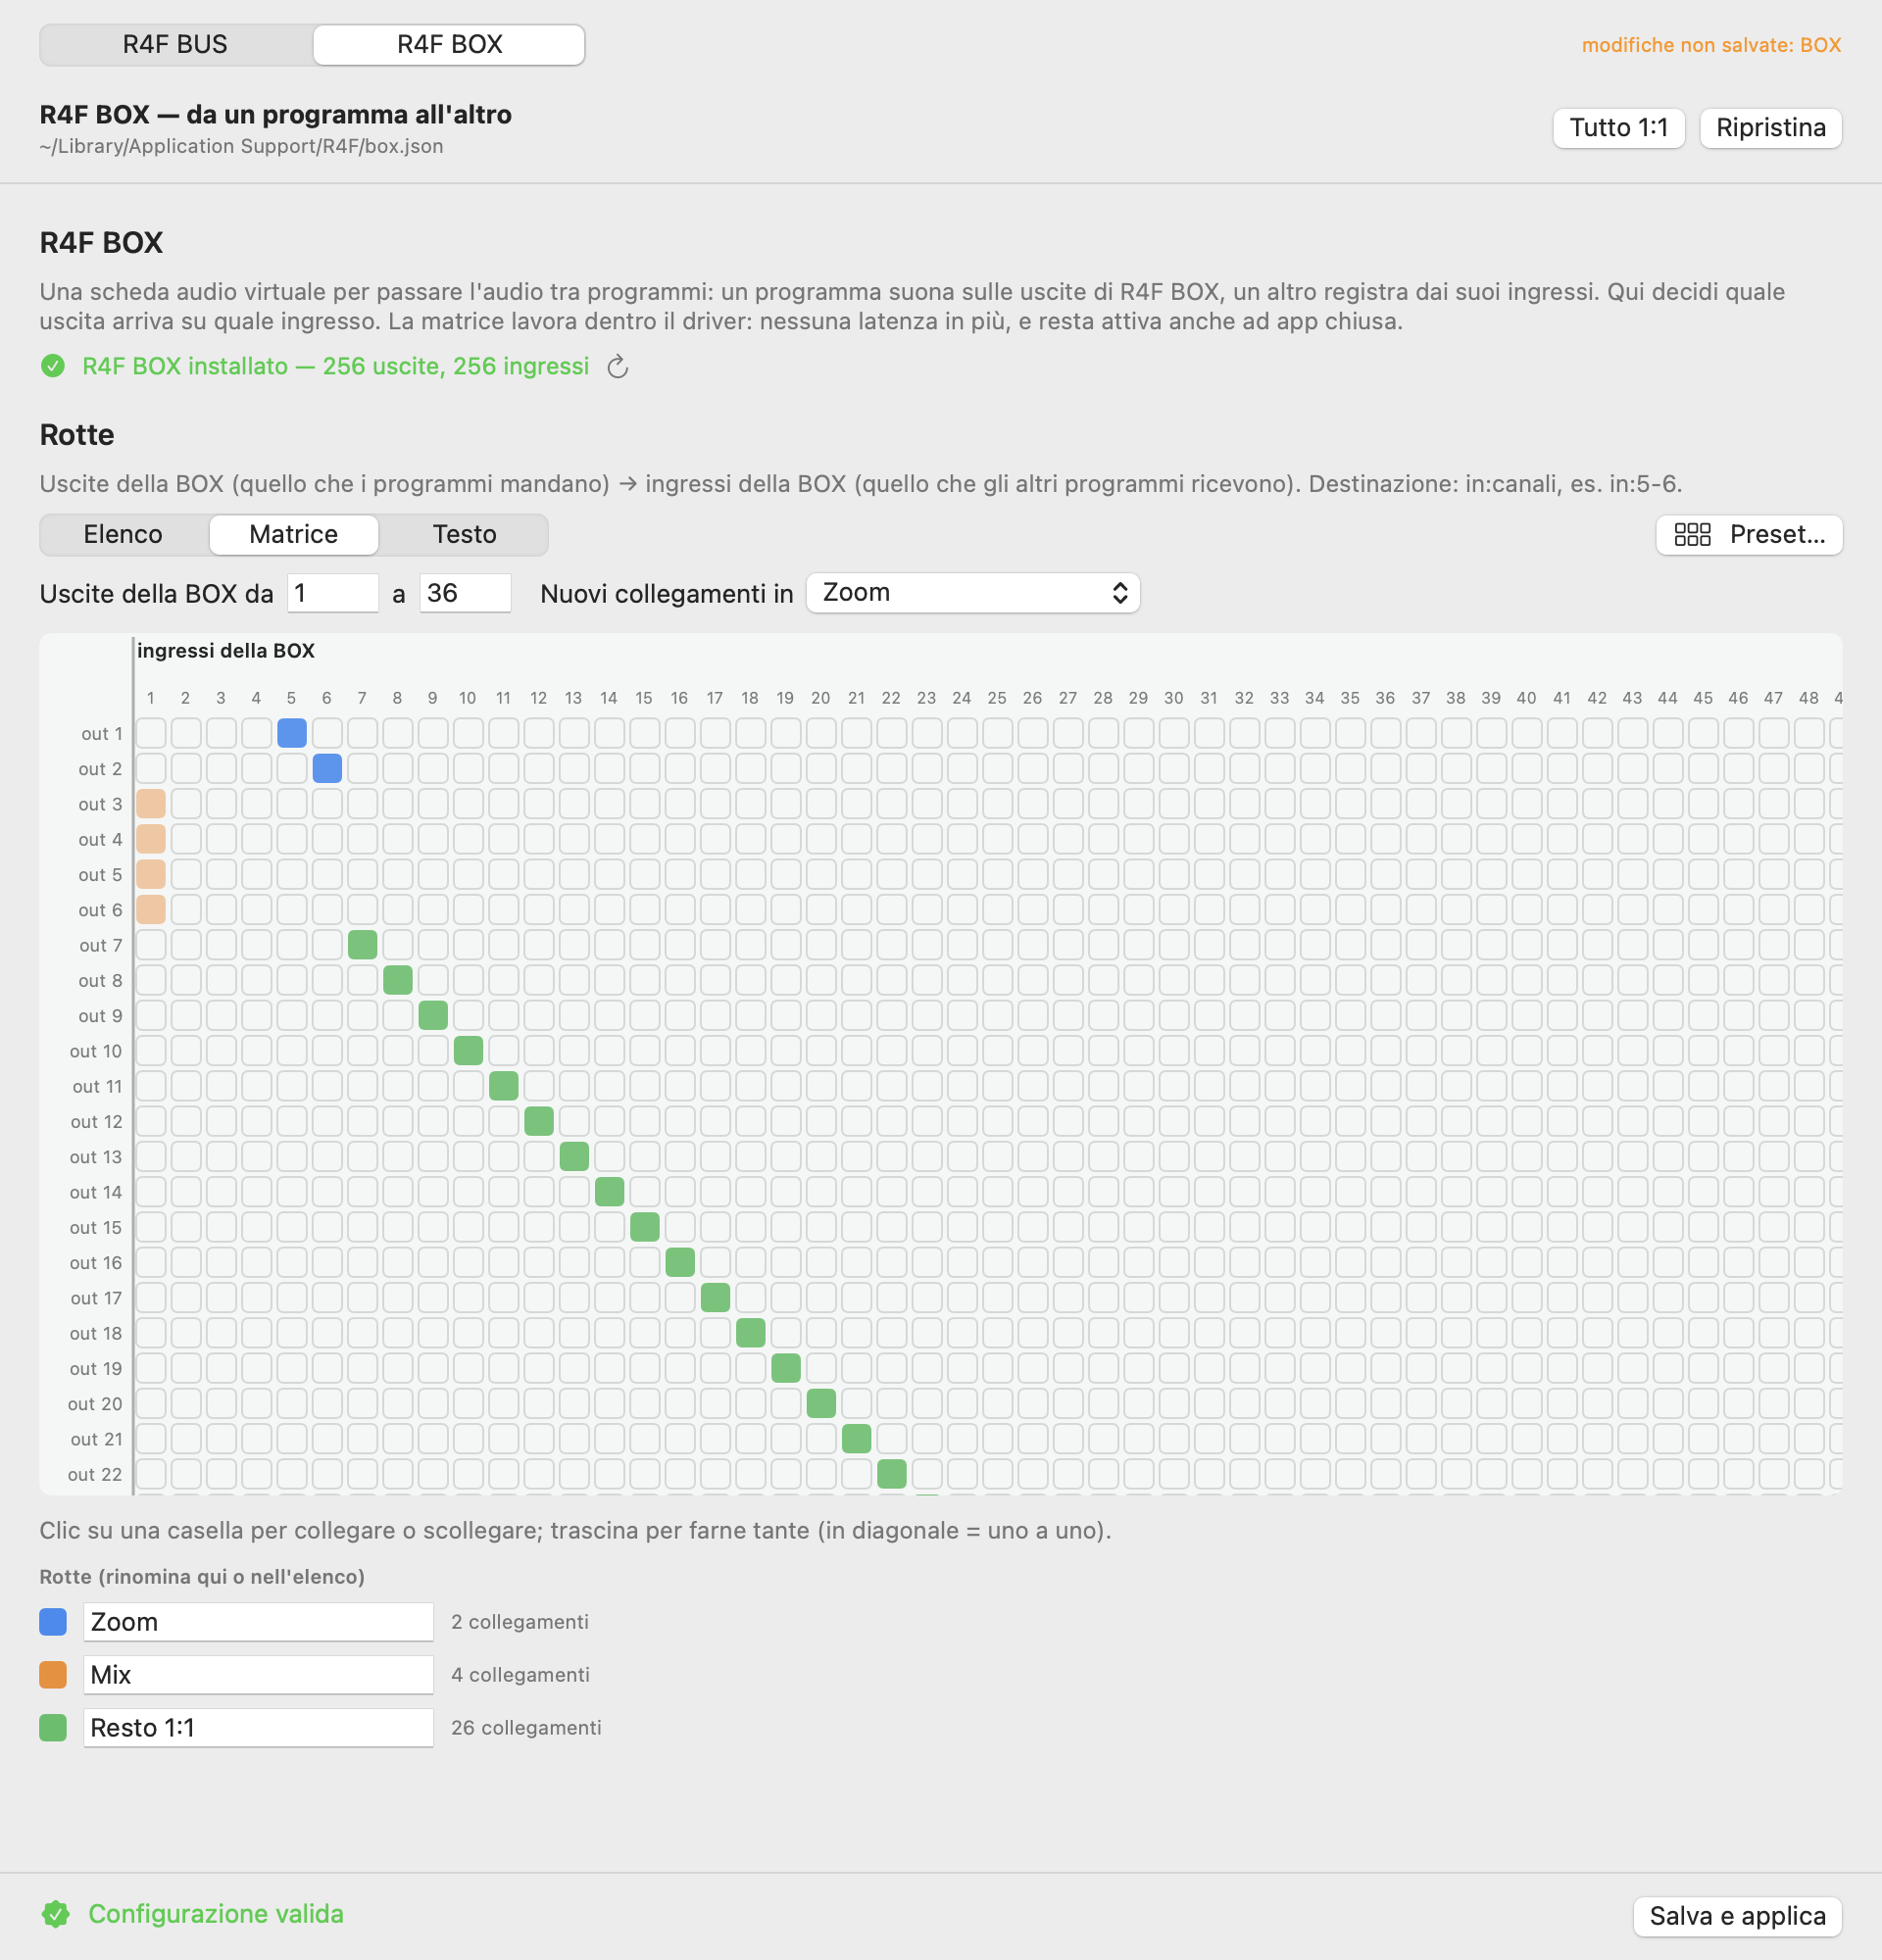 R4F BUS R4F BOX modifiche non salvate: BOX
R4F BOX — da un programma all'altro
~/Library/Application Support/R4F/box.json
Tutto 1:1 Ripristina
R4F BOX
Una scheda audio virtuale per passare l'audio tra programmi: un programma suona sulle uscite di R4F BOX, un altro registra dai suoi ingressi. Qui decidi quale
uscita arriva su quale ingresso. La matrice lavora dentro il driver: nessuna latenza in più, e resta attiva anche ad app chiusa.
R4F BOX installato — 256 uscite, 256 ingressi
Rotte
Uscite della BOX (quello che i programmi mandano) → ingressi della BOX (quello che gli altri programmi ricevono). Destinazione: in:canali, es. in:5-6.
Elenco Matrice Testo Preset...
Uscite della BOX da 1 a 36 Nuovi collegamenti in Zoom
ingressi della BOX
1 2 3 4 5 6 7 8 9 10 11 12 13 14 15 16 17 18 19 20 21 22 23 24 25 26 27 28 29 30 31 32 33 34 35 36 37 38 39 40 41 42 43 44 45 46 47 48
out 1
out 2
out 3
out 4
out 5
out 6
out 7
out 8
out 9
out 10
out 11
out 12
out 13
out 14
out 15
out 16
out 17
out 18
out 19
out 20
out 21
out 22
Clic su una casella per collegare o scollegare; trascina per farne tante (in diagonale = uno a uno).
Rotte (rinomina qui o nell'elenco)
Zoom 2 collegamenti
Mix 4 collegamenti
Resto 1:1 26 collegamenti
Configurazione valida Salva e applica